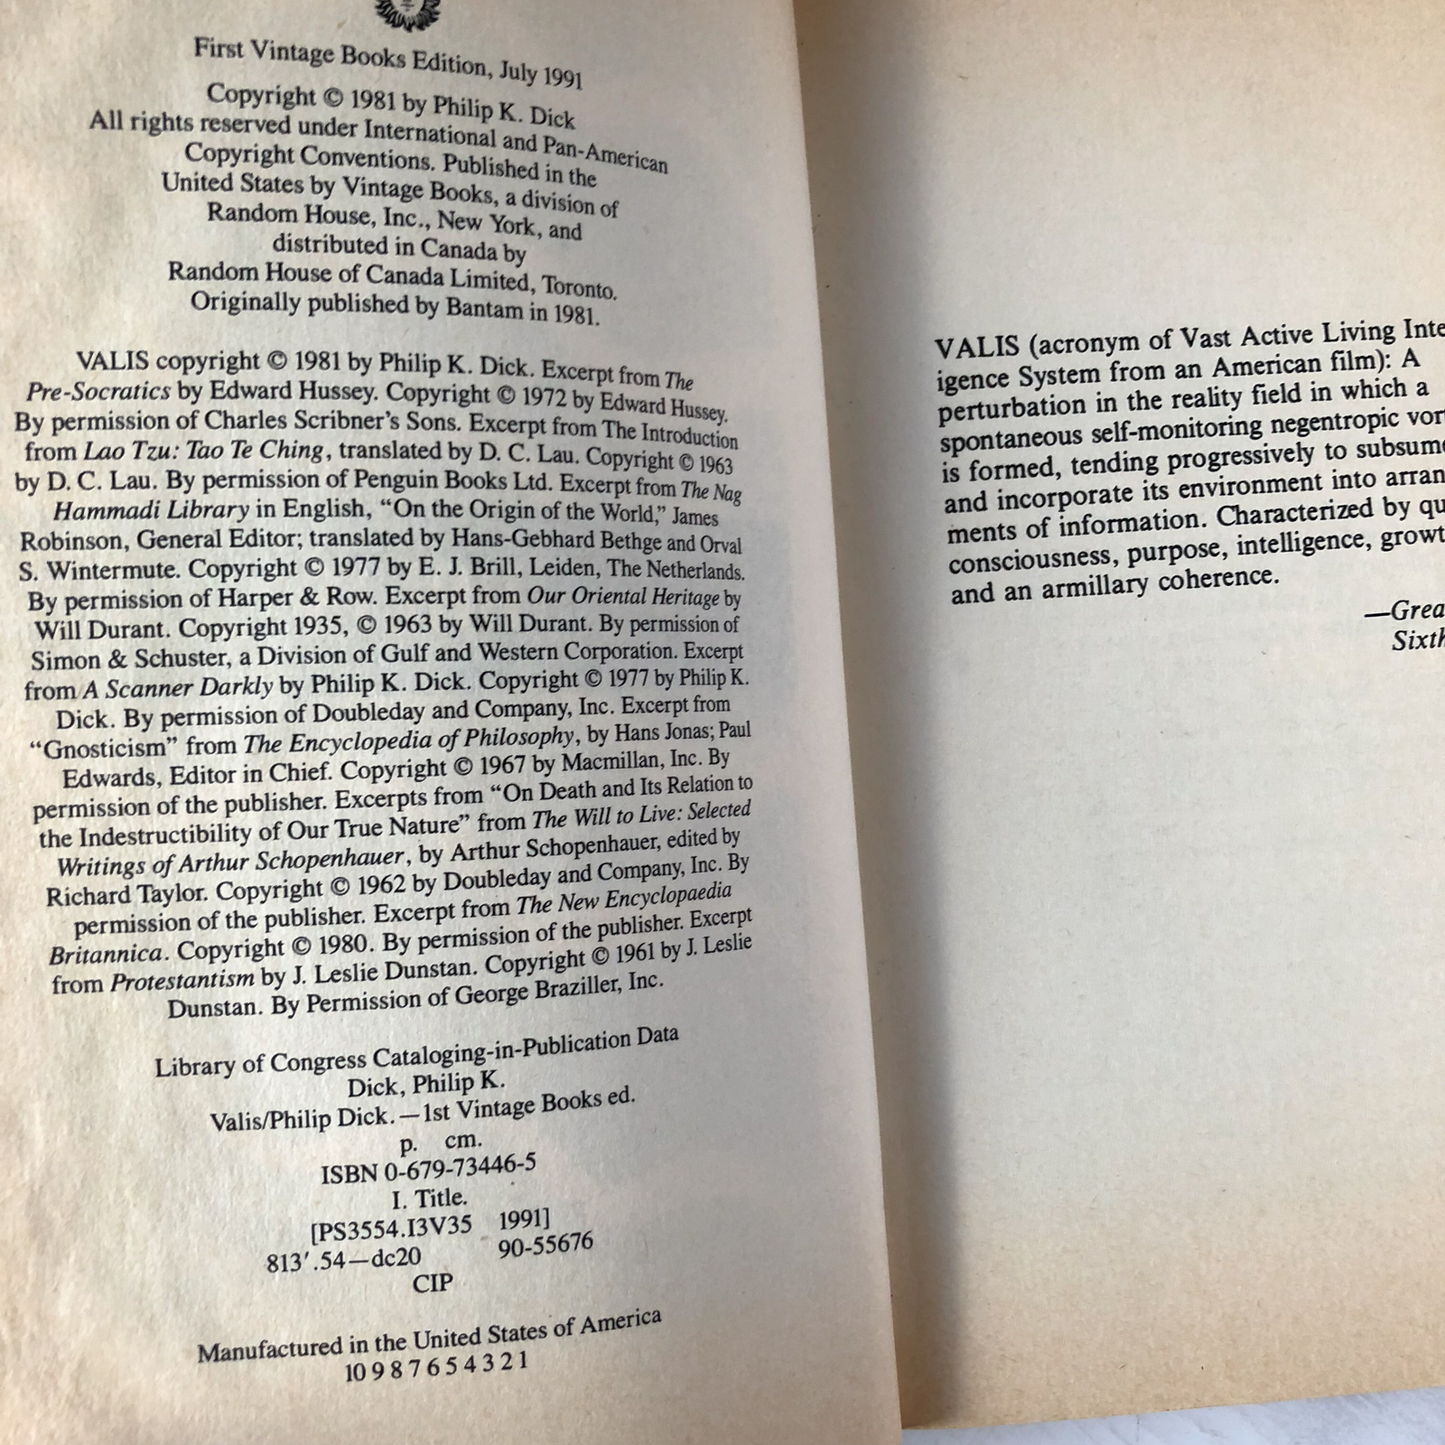 First Vintage Books Edition, July 1991
Copyright © 1981 by Philip K. Dick
All rights reserved under International and Pan-American
Copyright Conventions. Published in the
United States by Vintage Books, a division of
Random House, Inc., New York, and
distributed in Canada by
Random House of Canada Limited, Toronto.
Originally published by Bantam in 1981.
VALIS copyright © 1981 by Philip K. Dick. Excerpt from The
Pre-Socratics by Edward Hussey. Copyright © 1972 by Edward Hussey.
By permission of Charles Scribner's Sons. Excerpt from The Introduction
from Lao Tzu: Tao Te Ching, translated by D. C. Lau. Copyright © 1963
by D. C. Lau. By permission of Penguin Books Ltd. Excerpt from The Nag
Hammadi Library in English, “On the Origin of the World,” James
Robinson, General Editor; translated by Hans-Gebhard Bethge and Orval
S. Wintermute. Copyright © 1977 by E. J. Brill, Leiden, The Netherlands.
By permission of Harper & Row. Excerpt from Our Oriental Heritage by
Will Durant. Copyright 1935, © 1963 by Will Durant. By permission of
Simon & Schuster, a Division of Gulf and Western Corporation. Excerpt
from A Scanner Darkly by Philip K. Dick. Copyright © 1977 by Philip K.
Dick. By permission of Doubleday and Company, Inc. Excerpt from
“Gnosticism” from The Encyclopedia of Philosophy, by Hans Jonas; Paul
Edwards, Editor in Chief. Copyright © 1967 by Macmillan, Inc. By
permission of the publisher. Excerpts from “On Death and Its Relation to
the Indestructibility of Our True Nature” from The Will to Live: Selected
Writings of Arthur Schopenhauer, by Arthur Schopenhauer, edited by
Richard Taylor. Copyright © 1962 by Doubleday and Company, Inc. By
permission of the publisher. Excerpt from The New Encyclopaedia
Britannica. Copyright © 1980. By permission of the publisher. Excerpt
from Protestantism by J. Leslie Dunstan. Copyright © 1961 by J. Leslie
Dunstan. By Permission of George Braziller, Inc.
Library of Congress Cataloging-in-Publication Data
Dick, Philip K.
Valis/Philip Dick.—1st Vintage Books ed.
p. cm.
ISBN 0-679-73446-5
I. Title.
[PS3554.I3V35 1991]
813′.54—dc20 90-55676
CIP
Manufactured in the United States of America
10 9 8 7 6 5 4 3 2 1
VALIS (acronym of Vast Active Living Inte
igence System from an American film): A
perturbation in the reality field in which a
spontaneous self-monitoring negentropic vor
is formed, tending progressively to subsum
and incorporate its environment into arran
ments of information. Characterized by qu
consciousness, purpose, intelligence, growt
and an armillary coherence.
—Grea
Sixth